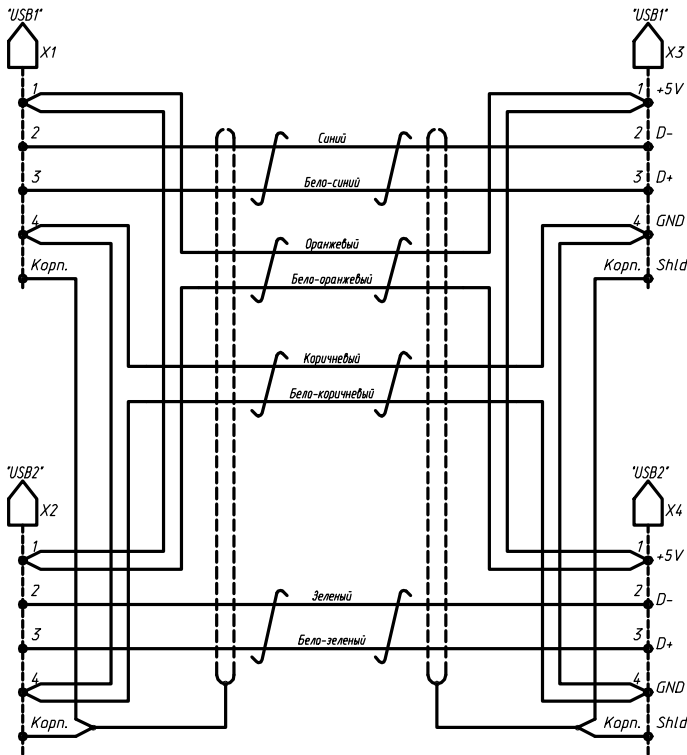 "USB1" "USB1"
X1 X3
1 1 +5V
2 Синий 2 D-
3 Бело-синий 3 D+
4 4 GND
Оранжевый
Корп. Корп. Shld
Бело-оранжевый
Коричневый
Бело-коричневый
"USB2" "USB2"
X2 X4
1 1 +5V
2 Зеленый 2 D-
3 Бело-зеленый 3 D+
4 4 GND
Корп. Корп. Shld